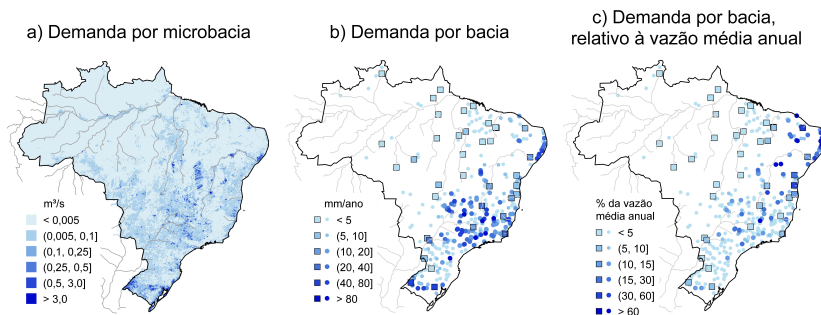 a) Demanda por microbacia
b) Demanda por bacia
c) Demanda por bacia,
relativo à vazão média anual
m³/s
< 0,005
(0,005, 0,1]
(0,1, 0,25]
(0,25, 0,5]
(0,5, 3,0]
> 3,0
mm/ano
< 5
(5, 10]
(10, 20]
(20, 40]
(40, 80]
> 80
% da vazão
média anual
< 5
(5, 10]
(10, 15]
(15, 30]
(30, 60]
> 60